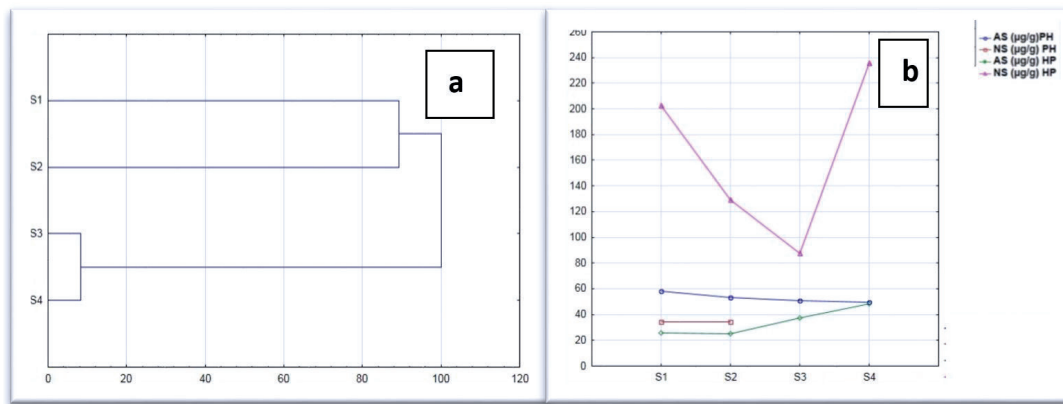 a
S1
S2
S3
S4
0 20 40 60 80 100 120
b
AS (µg/g)PH
NS (µg/g) PH
AS (µg/g) HP
NS (µg/g) HP
260
240
220
200
180
160
140
120
100
80
60
40
20
0
S1 S2 S3 S4